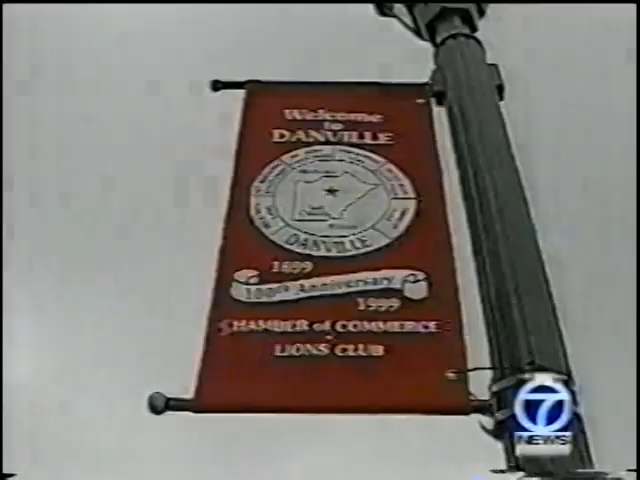 Welcome
to
DANVILLE
DANVILLE
1899
100th Anniversary
1999
CHAMBER of COMMERCE
LIONS CLUB
7
NEWS